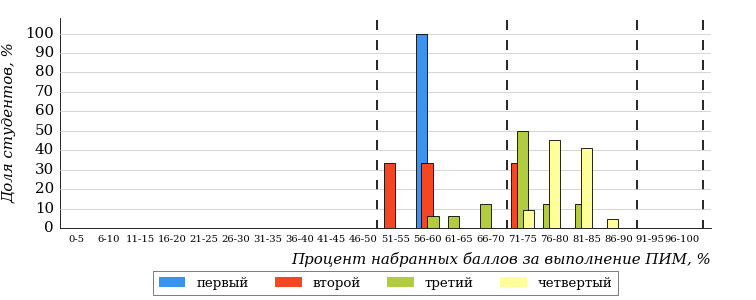 Доля студентов, %
100
90
80
70
60
50
40
30
20
10
0
0-5 6-10 11-15 16-20 21-25 26-30 31-35 36-40 41-45 46-50 51-55 56-60 61-65 66-70 71-75 76-80 81-85 86-90 91-95 96-100
Процент набранных баллов за выполнение ПИМ, %
первый второй третий четвертый